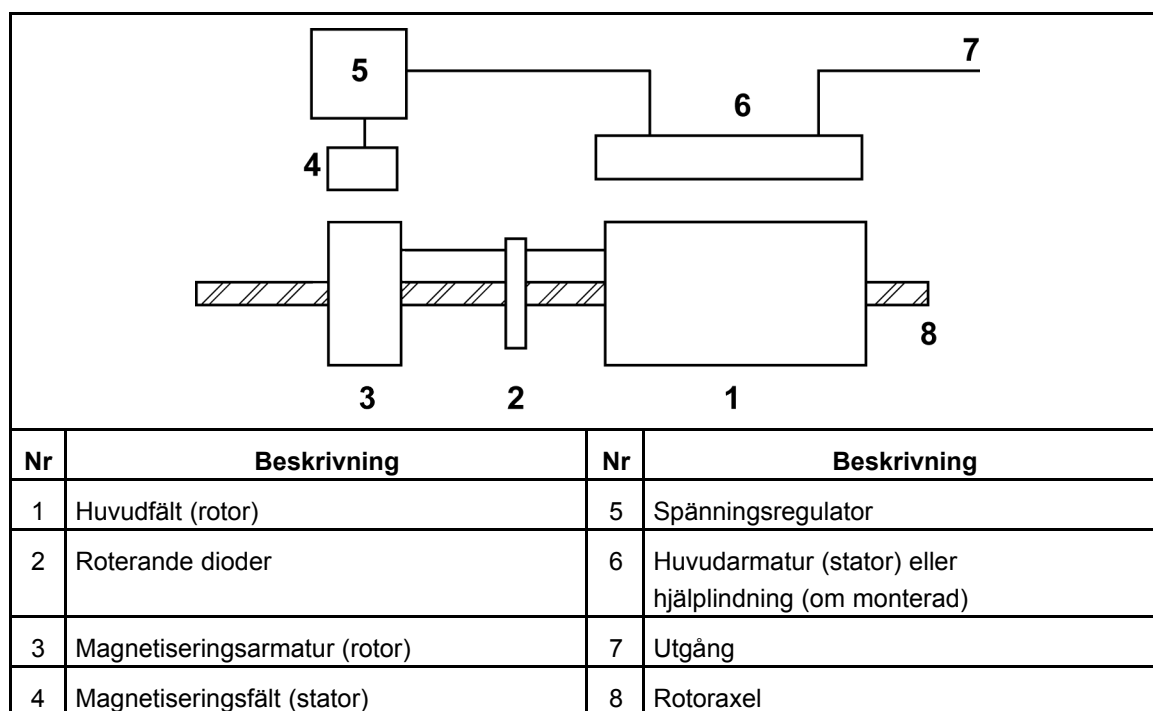 5
7
6
4
8
3 2 1
Nr Beskrivning Nr Beskrivning
1 Huvudfält (rotor) 5 Spänningsregulator
2 Roterande dioder 6 Huvudarmatur (stator) eller
hjälplindning (om monterad)
3 Magnetiseringsarmatur (rotor) 7 Utgång
4 Magnetiseringsfält (stator) 8 Rotoraxel